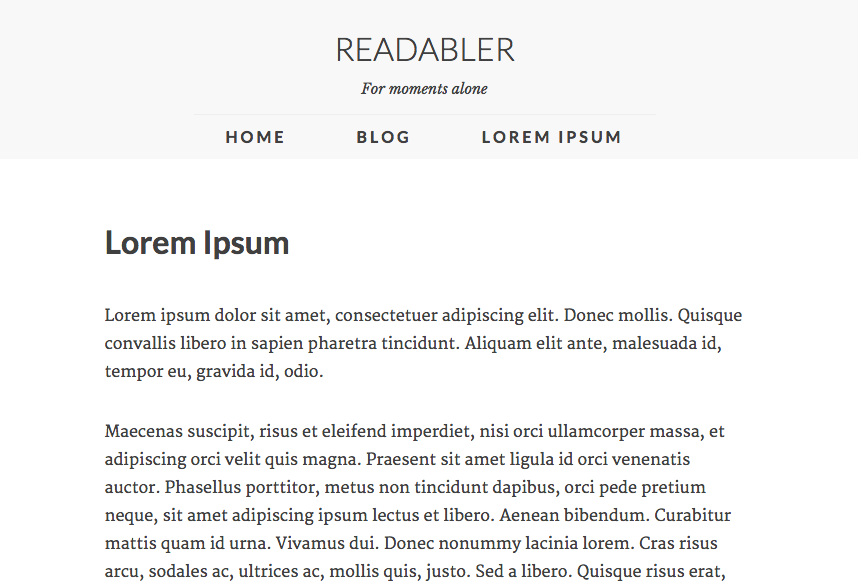 READABLER
For moments alone
HOME BLOG LOREM IPSUM
Lorem Ipsum
Lorem ipsum dolor sit amet, consectetuer adipiscing elit. Donec mollis. Quisque
convallis libero in sapien pharetra tincidunt. Aliquam elit ante, malesuada id,
tempor eu, gravida id, odio.
Maecenas suscipit, risus et eleifend imperdiet, nisi orci ullamcorper massa, et
adipiscing orci velit quis magna. Praesent sit amet ligula id orci venenatis
auctor. Phasellus porttitor, metus non tincidunt dapibus, orci pede pretium
neque, sit amet adipiscing ipsum lectus et libero. Aenean bibendum. Curabitur
mattis quam id urna. Vivamus dui. Donec nonummy lacinia lorem. Cras risus
arcu, sodales ac, ultrices ac, mollis quis, justo. Sed a libero. Quisque risus erat,